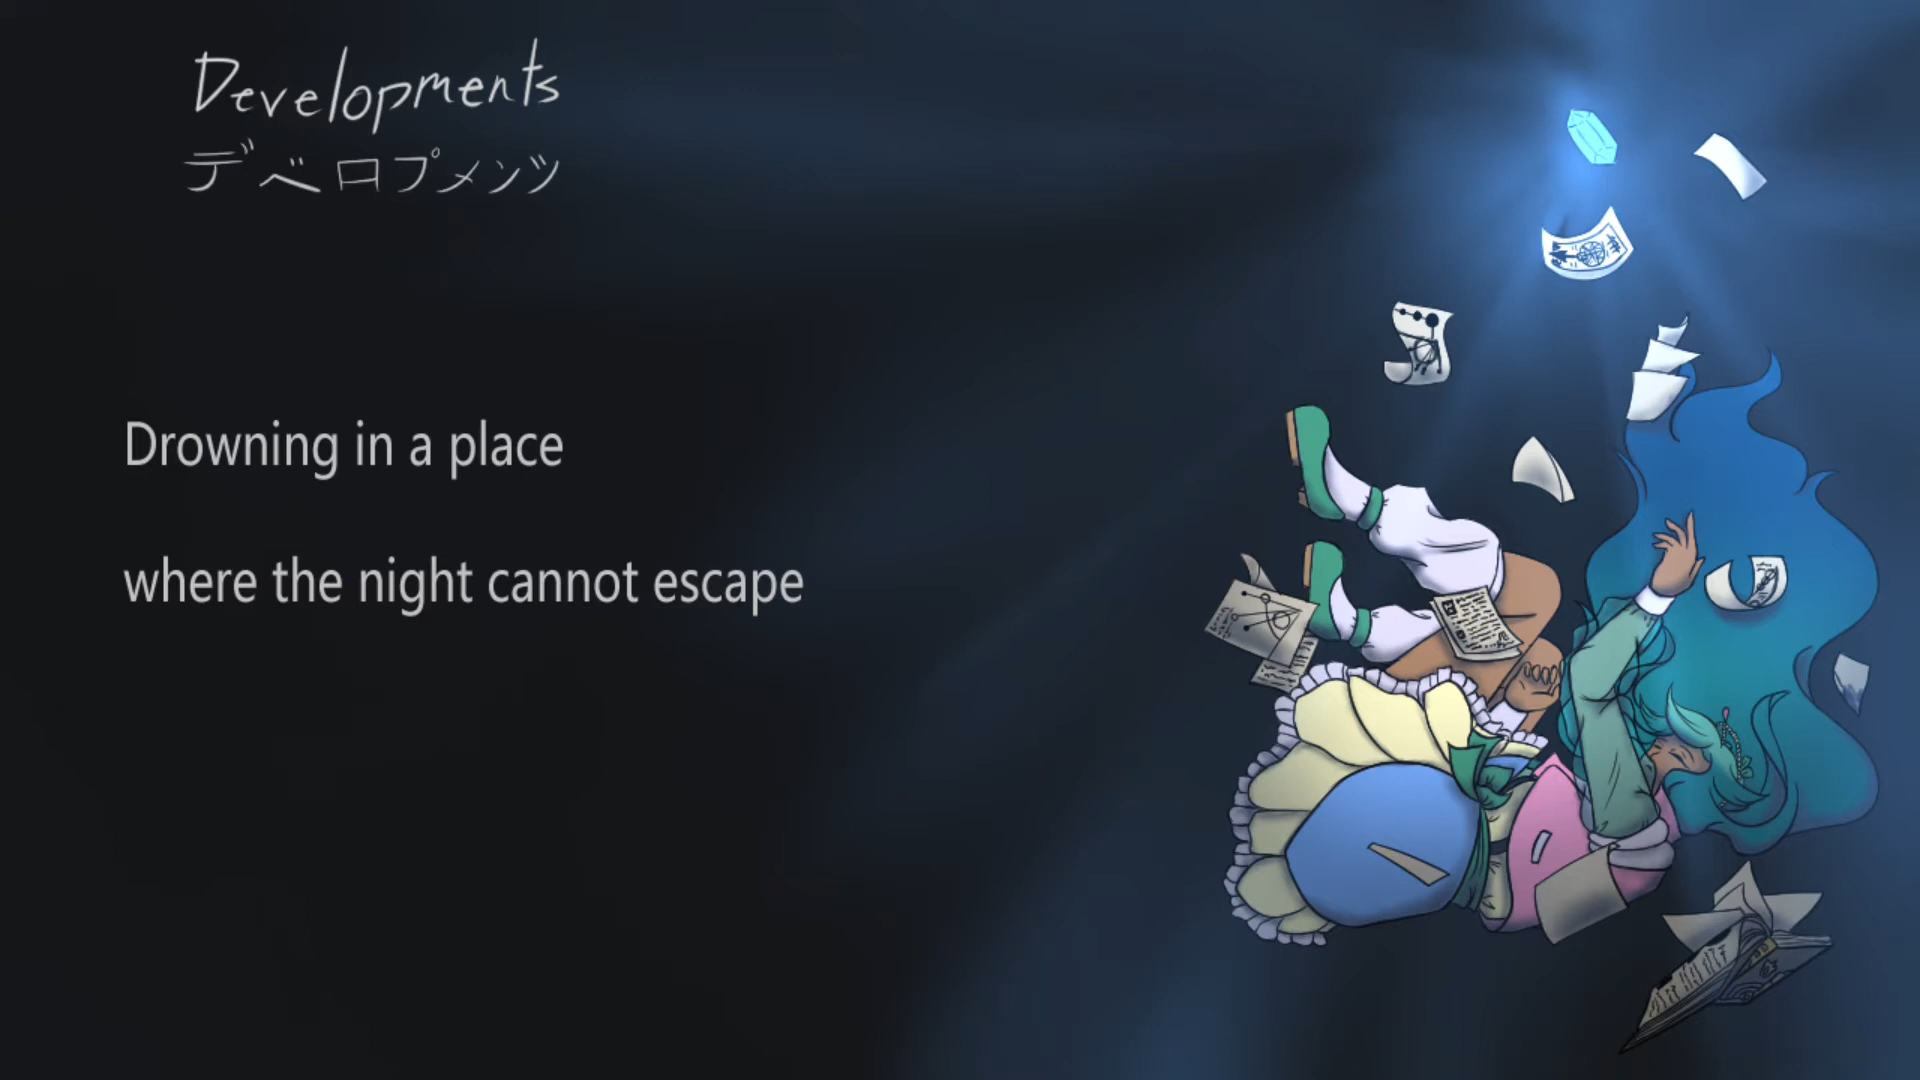 Developments
デベロプメンツ
Drowning in a place
where the night cannot escape